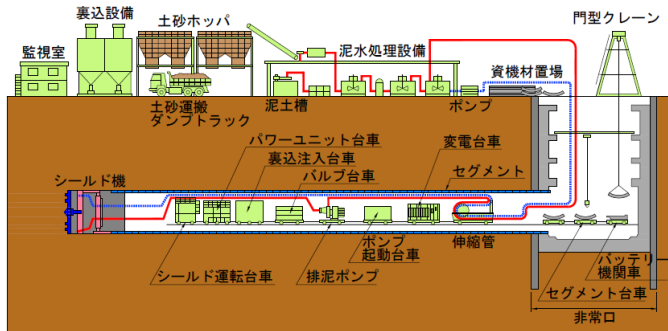 裏込設備
土砂ホッパ
門型クレーン
監視室
泥水処理設備
資機材置場
土砂運搬
ダンプトラック
泥土槽
ポンプ
パワーユニット台車
裏込注入台車
バルブ台車
変電台車
セグメント
シールド機
シールド運転台車
排泥ポンプ
ポンプ
起動台車
伸縮管
バッテリー
機関車
セグメント台車
非常口